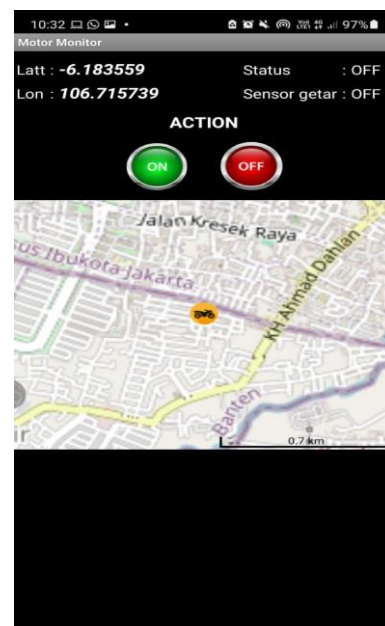 10:32
97%
Motor Monitor
Latt : -6.183559
Status : OFF
Lon : 106.715739
Sensor getar : OFF
ACTION
ON
OFF
Jalan Kresek Raya
sus Ibukota Jakarta
KH Ahmad Dahlan
Banten
0.7 km